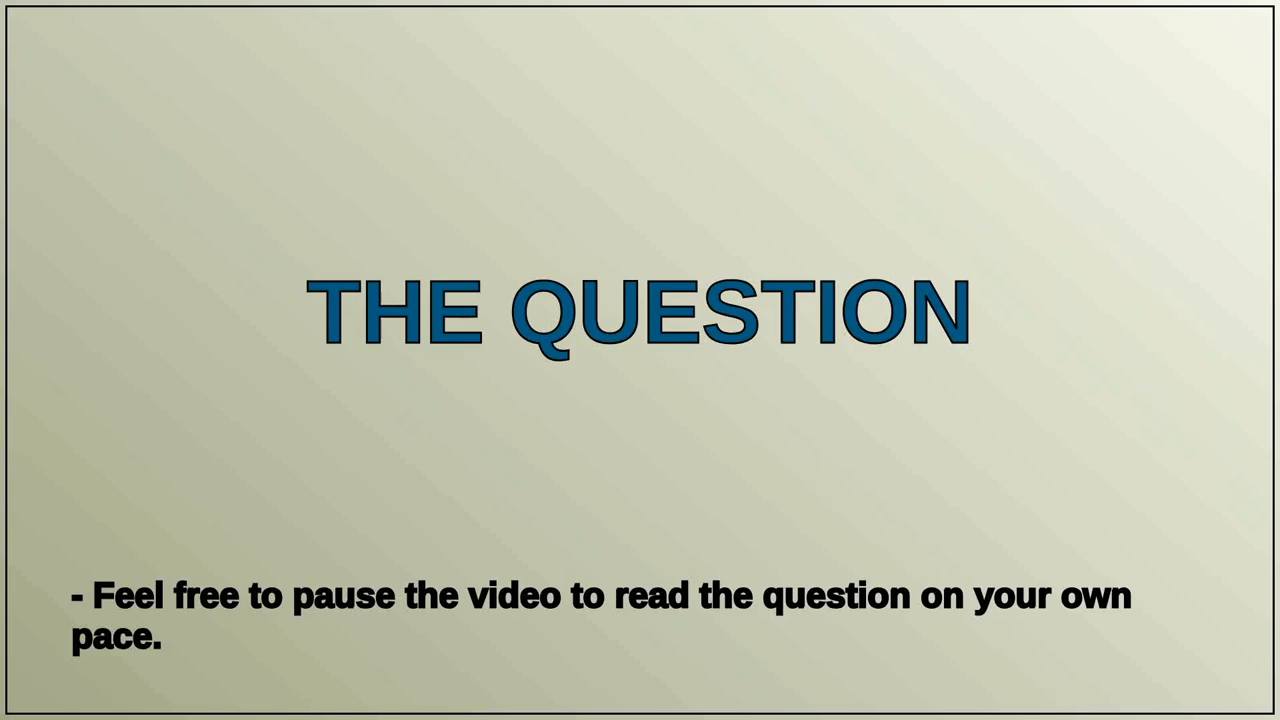 THE QUESTION
- Feel free to pause the video to read the question on your own
pace.